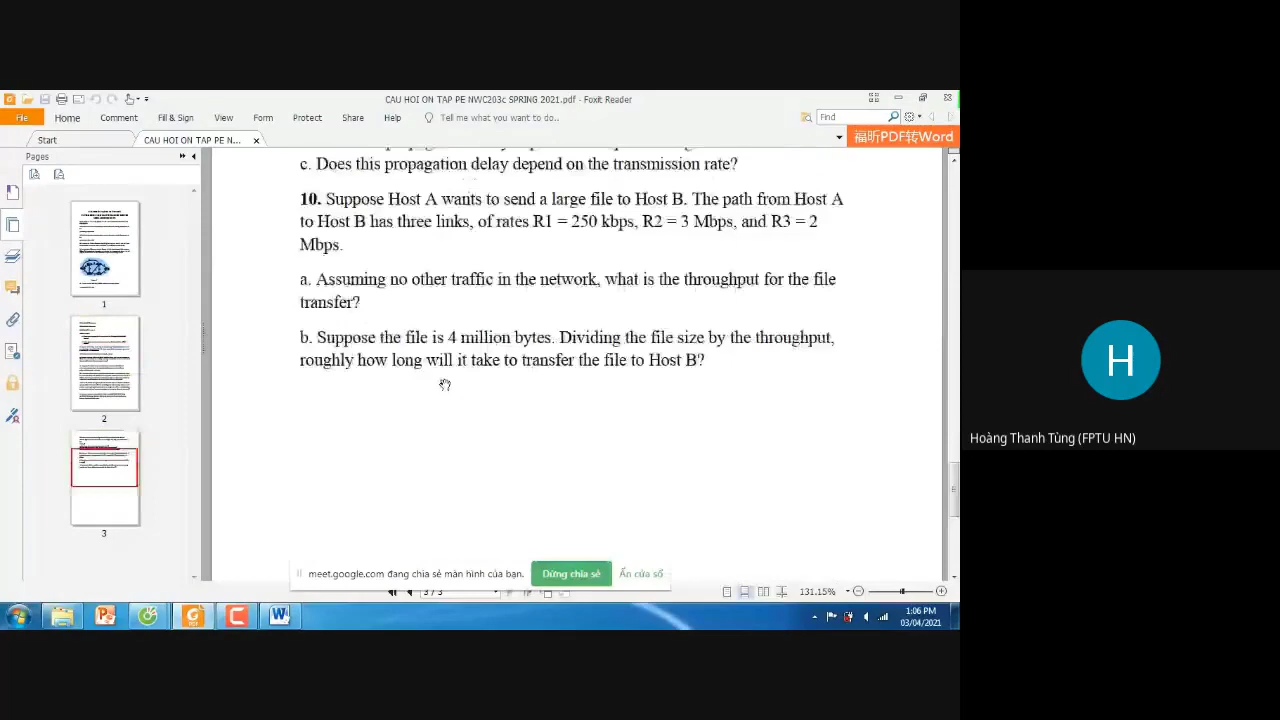 CAU HOI ON TAP PE NWC203c SPRING 2021.pdf - Foxit Reader
File Home Comment Fill & Sign View Form Protect Share Help Tell me what you want to do.. Find
Start CAU HOI ON TAP PE N... 福昕PDF转Word
Pages
c. Does this propagation delay depend on the transmission rate?
10. Suppose Host A wants to send a large file to Host B. The path from Host A
to Host B has three links, of rates R1 = 250 kbps, R2 = 3 Mbps, and R3 = 2
Mbps.
a. Assuming no other traffic in the network, what is the throughput for the file
transfer?
b. Suppose the file is 4 million bytes. Dividing the file size by the throughput,
roughly how long will it take to transfer the file to Host B?
1
2
3
H
Hoàng Thanh Tùng (FPTU HN)
meet.google.com đang chia sẻ màn hình của bạn. Dừng chia sẻ Ẩn cửa sổ
3 / 3 131.15%
1:06 PM
03/04/2021